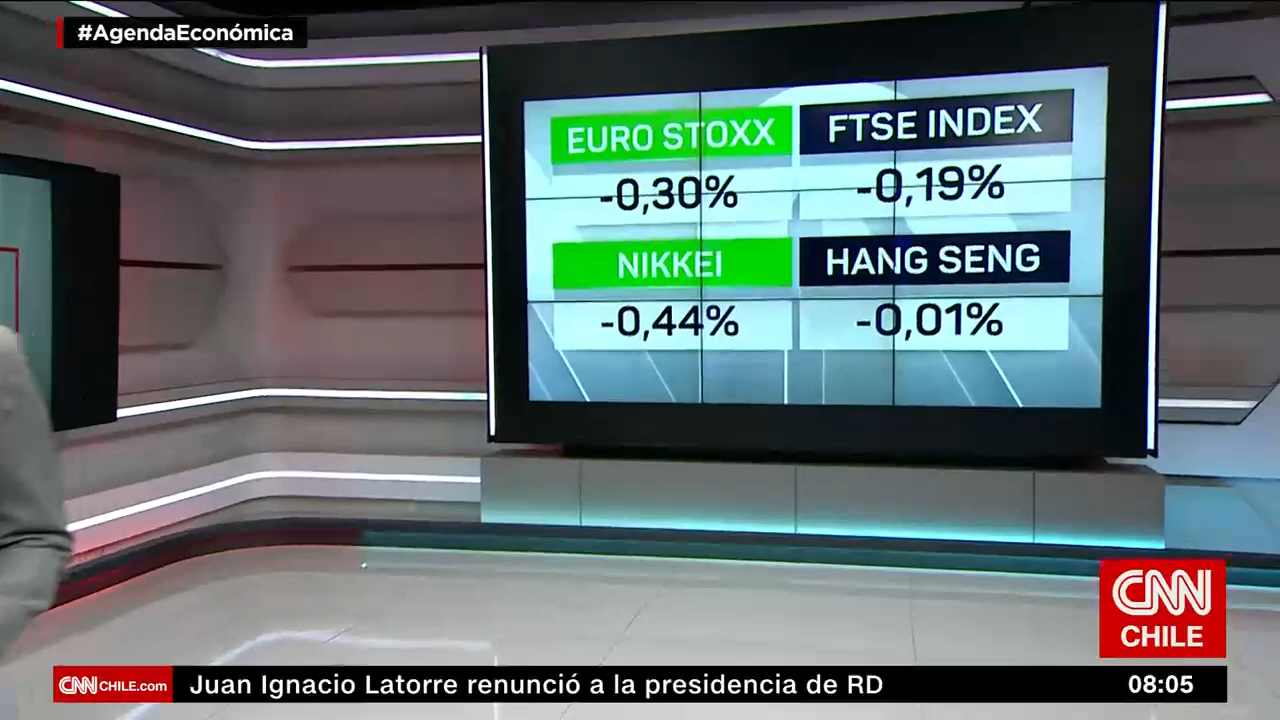 #AgendaEconómica
EURO STOXX
-0,30%
FTSE INDEX
-0,19%
NIKKEI
-0,44%
HANG SENG
-0,01%
CNN
CHILE
CNNCHILE.com
Juan Ignacio Latorre renunció a la presidencia de RD
08:05